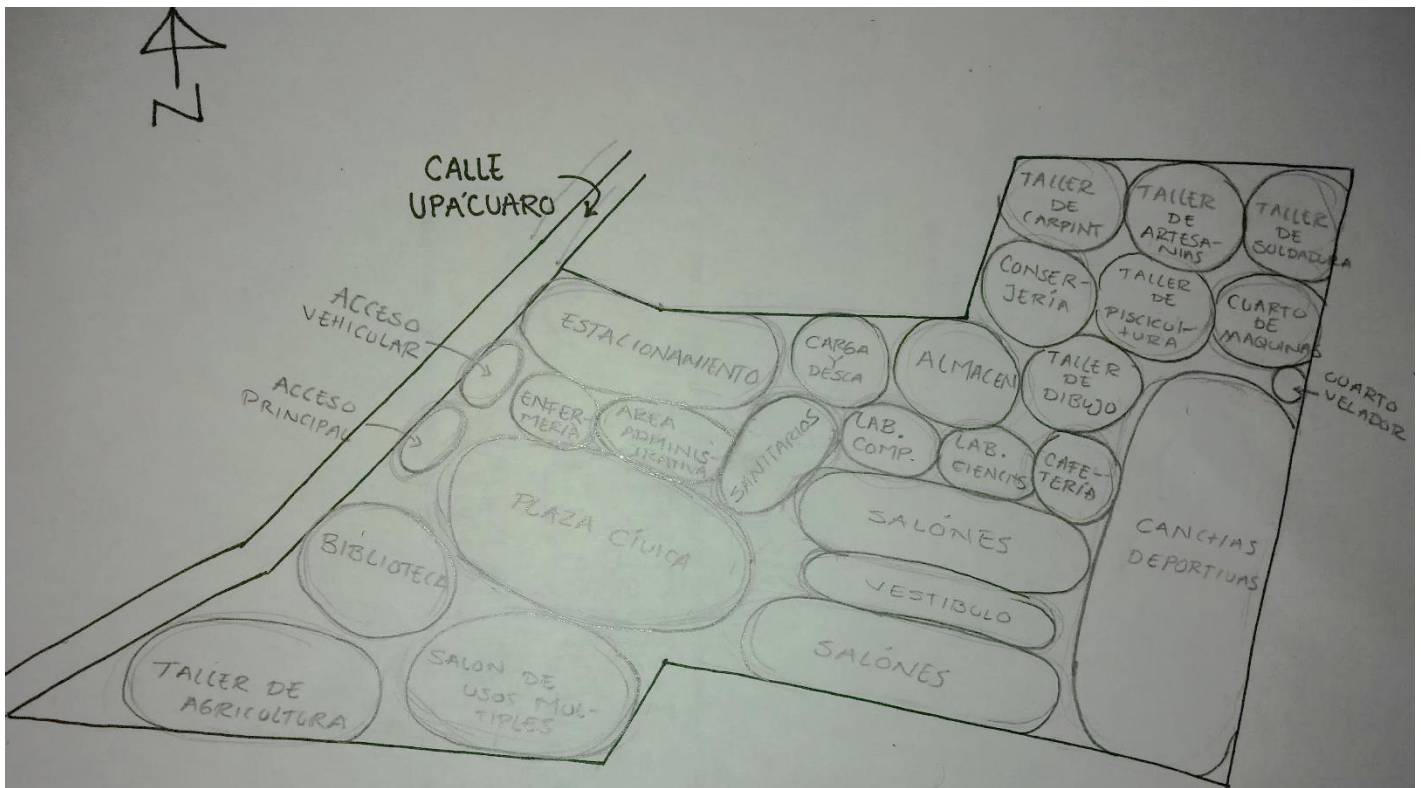 N
CALLE
UPÁCUARO
ACCESO
VEHICULAR
ACCESO
PRINCIPAL
TALLER
DE
CARPINT
TALLER
DE
ARTESA-
NIAS
TALLER
DE
SOLDADURA
CONSER-
JERÍA
TALLER
DE
PISCICUL-
TURA
CUARTO
DE
MAQUINAS
CUARTO
VELADOR
ESTACIONAMIENTO
CARGA
Y
DESCA
ALMACEN
TALLER
DE
DIBUJO
ENFER-
MERÍA
AREA
ADMINIS-
TRATIVA
SANITARIOS
LAB.
COMP.
LAB.
CIENCIAS
CAFE-
TERÍA
PLAZA CÍVICA
SALÓNES
CANCHAS
DEPORTIVAS
BIBLIOTECA
VESTIBULO
SALÓNES
TALLER DE
AGRICULTURA
SALON DE
USOS MUL-
TIPLES